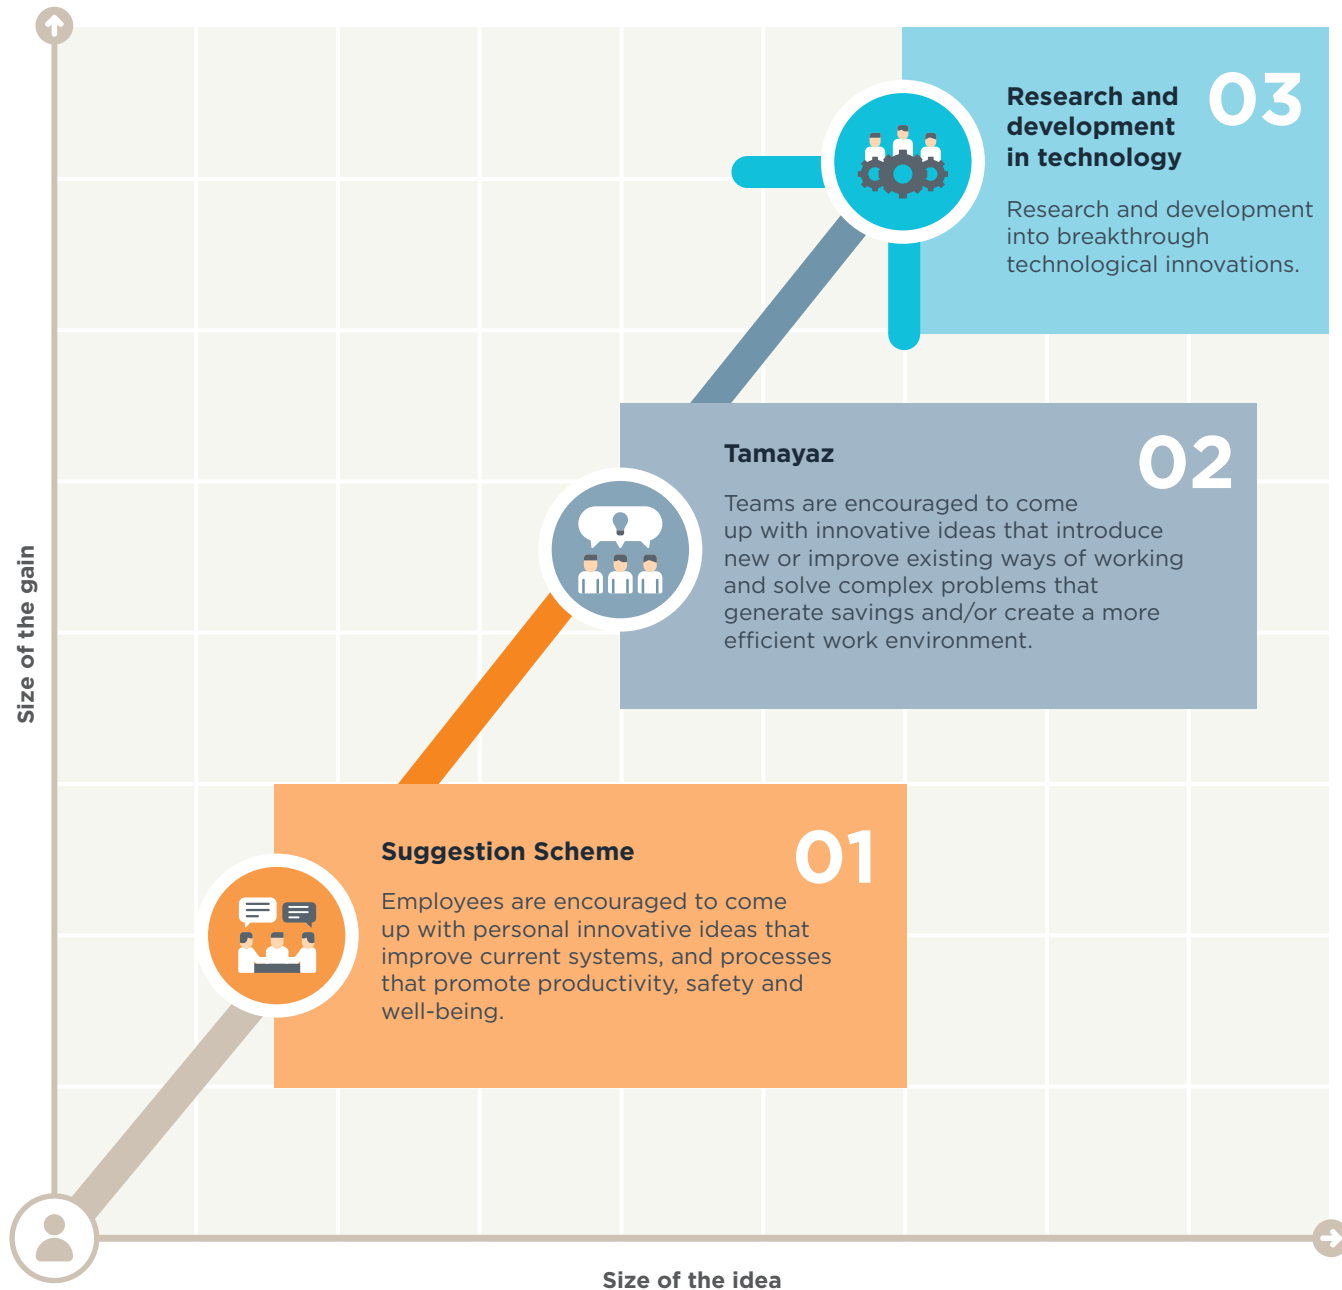 03
Research and
development
in technology
Research and development
into breakthrough
technological innovations.
02
Tamayaz
Teams are encouraged to come
up with innovative ideas that introduce
new or improve existing ways of working
and solve complex problems that
generate savings and/or create a more
efficient work environment.
01
Suggestion Scheme
Employees are encouraged to come
up with personal innovative ideas that
improve current systems, and processes
that promote productivity, safety and
well-being.
Size of the gain
Size of the idea